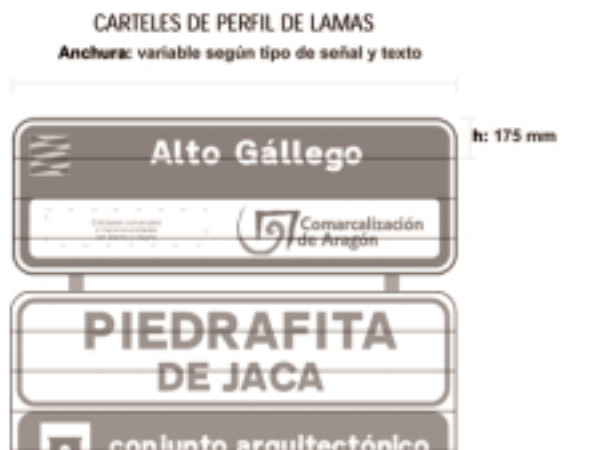 CARTELES DE PERFIL DE LAMAS
Anchura: variable según tipo de señal y texto
h: 175 mm
Alto Gállego
Comarcalización
de Aragón
PIEDRAFITA
DE JACA
conjunto arquitectónico